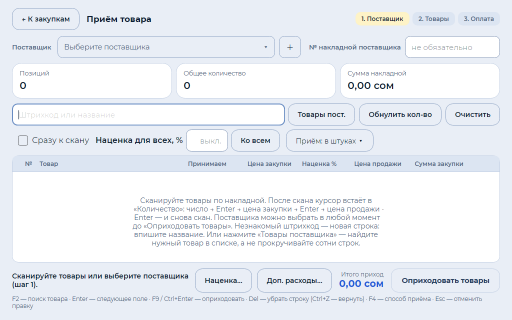 ← К закупкам
Приём товара
1. Поставщик
2. Товары
3. Оплата
Поставщик
Выберите поставщика
+
№ накладной поставщика
не обязательно
Позиций
0
Общее количество
0
Сумма накладной
0,00 сом
Штрихкод или название
Товары пост.
Обнулить кол-во
Очистить
Сразу к скану
Наценка для всех, %
выкл.
Ко всем
Приём: в штуках
№ Товар Принимаем Цена закупки Наценка % Цена продажи Сумма закупки
Сканируйте товары по накладной. После скана курсор встаёт в
«Количество»: число + Enter + цена закупки + Enter + цена продажи ·
Enter — и снова скан. Поставщика можно выбрать в любой момент
до «Оприходовать товары». Незнакомый штрихкод — новая строка:
впишите название. Или нажмите «Товары поставщика» — найдите
нужный товар в списке, а не прокручивайте сотни строк.
Сканируйте товары или выберите поставщика
(шаг 1).
Наценка...
Доп. расходы...
Итого приход
0,00 сом
Оприходовать товары
F2 — поиск товара · Enter — следующее поле · F9 / Ctrl+Enter — оприходовать · Del — убрать строку (Ctrl+Z — вернуть) · F4 — способ приёма · Esc — отменить
правку